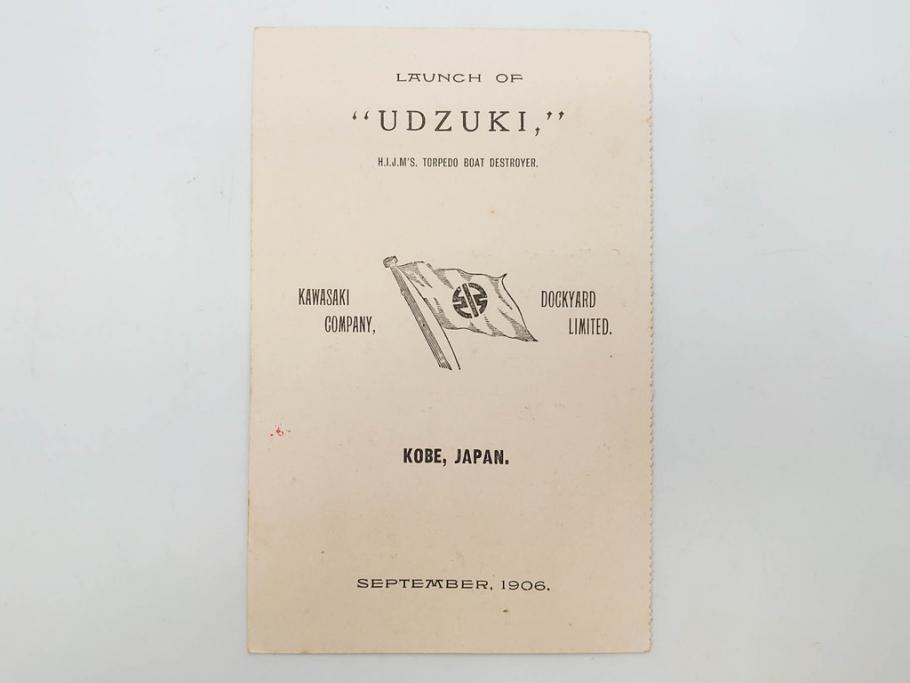 LAUNCH OF
“UDZUKI,”
H.I.J.M'S. TORPEDO BOAT DESTROYER.
KAWASAKI DOCKYARD
COMPANY, LIMITED.
KOBE, JAPAN.
SEPTEMBER, 1906.